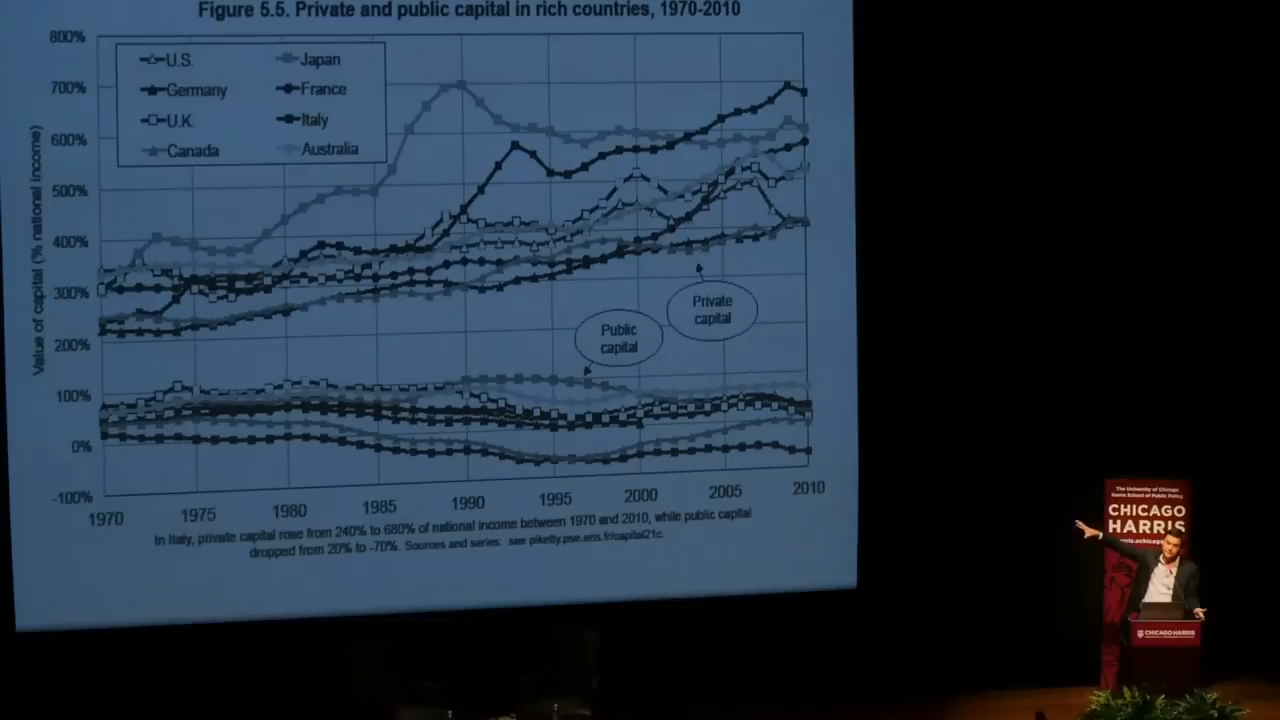 Figure 5.5. Private and public capital in rich countries, 1970-2010
Value of capital (% national income)
800%
700%
600%
500%
400%
300%
200%
100%
0%
-100%
U.S.
Japan
Germany
France
U.K.
Italy
Canada
Australia
Private
capital
Public
capital
1970
1975
1980
1985
1990
1995
2000
2005
2010
In Italy, private capital rose from 240% to 680% of national income between 1970 and 2010, while public capital
dropped from 20% to -70%. Sources and series: see piketty.pse.ens.fr/capital21c.
The University of Chicago
Harris School of Public Policy
CHICAGO
HARRIS
CHICAGO HARRIS